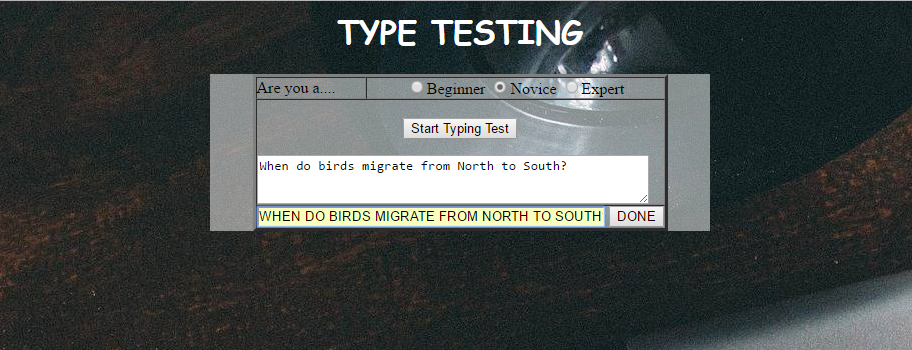 TYPE TESTING
Are you a.... Beginner Novice Expert
Start Typing Test
When do birds migrate from North to South?
WHEN DO BIRDS MIGRATE FROM NORTH TO SOUTH DONE